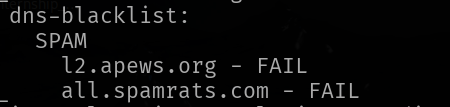 dns-blacklist:
SPAM
l2.apews.org - FAIL
all.spamrats.com - FAIL